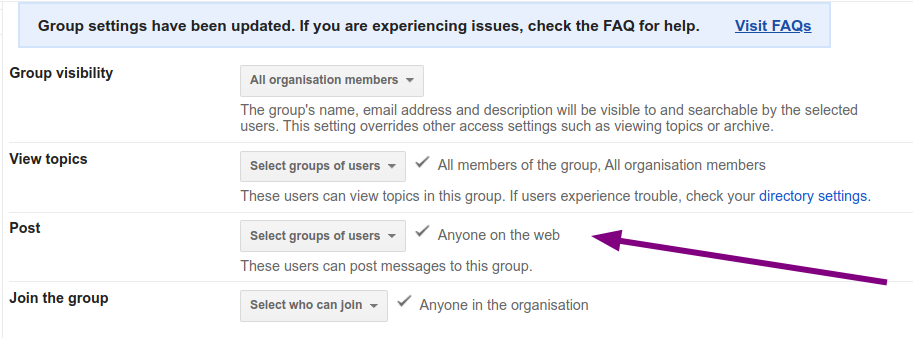 Group settings have been updated. If you are experiencing issues, check the FAQ for help. Visit FAQs
Group visibility
All organisation members
The group's name, email address and description will be visible to and searchable by the selected
users. This setting overrides other access settings such as viewing topics or archive.
View topics
Select groups of users
All members of the group, All organisation members
These users can view topics in this group. If users experience trouble, check your directory settings.
Post
Select groups of users
Anyone on the web
These users can post messages to this group.
Join the group
Select who can join
Anyone in the organisation